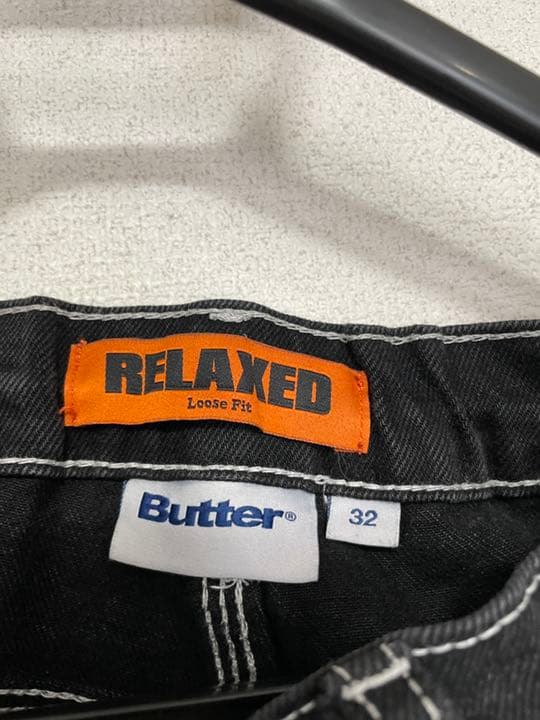 RELAXED
Loose Fit
Butter®
32